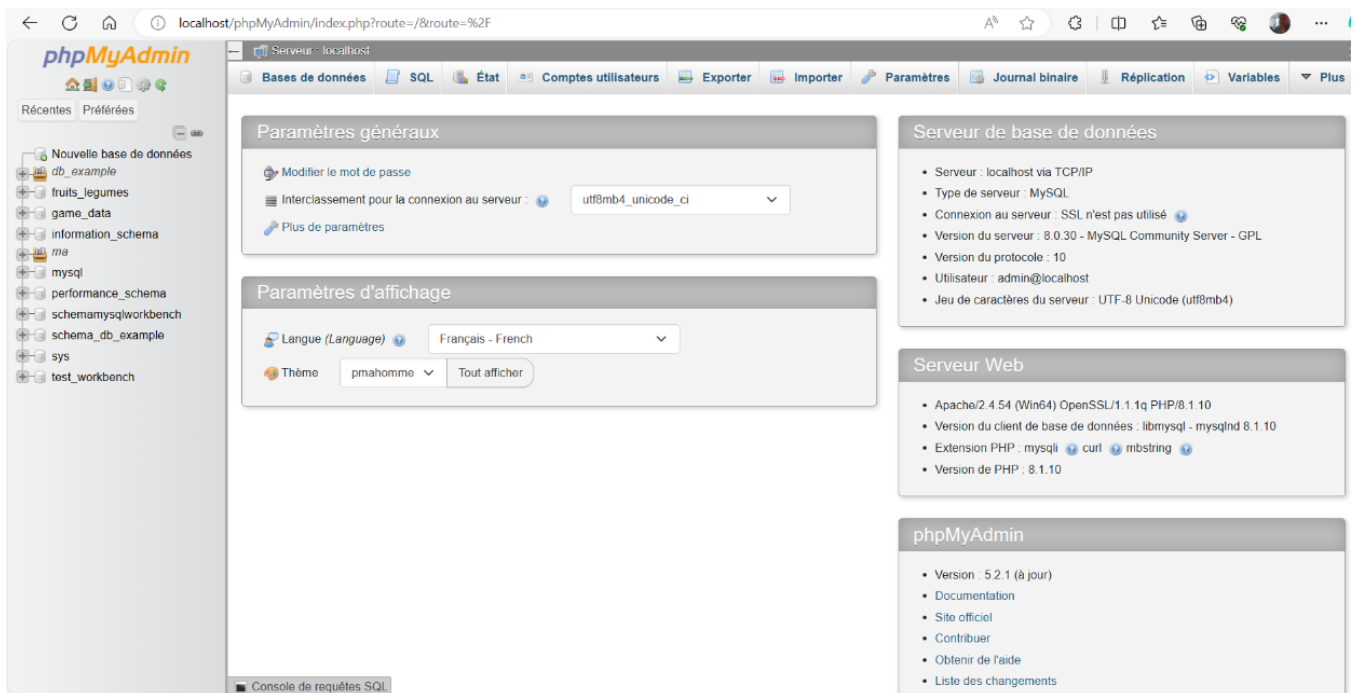 localhost/phpMyAdmin/index.php?route=/&route=%2F
phpMyAdmin
Récentes Préférées
Nouvelle base de données
db_example
fruits_legumes
game_data
information_schema
ma
mysql
performance_schema
schemamysqlworkbench
schema_db_example
sys
test_workbench
Serveur : localhost
Bases de données SQL État Comptes utilisateurs Exporter Importer Paramètres Journal binaire Réplication Variables Plus
Paramètres généraux
Modifier le mot de passe
Interclassement pour la connexion au serveur : utf8mb4_unicode_ci
Plus de paramètres
Paramètres d'affichage
Langue (Language) Français - French
Thème pmahomme Tout afficher
Serveur de base de données
• Serveur : localhost via TCP/IP
• Type de serveur : MySQL
• Connexion au serveur : SSL n'est pas utilisé
• Version du serveur : 8.0.30 - MySQL Community Server - GPL
• Version du protocole : 10
• Utilisateur : admin@localhost
• Jeu de caractères du serveur : UTF-8 Unicode (utf8mb4)
Serveur Web
• Apache/2.4.54 (Win64) OpenSSL/1.1.1q PHP/8.1.10
• Version du client de base de données : libmysql - mysqlnd 8.1.10
• Extension PHP : mysqli curl mbstring
• Version de PHP : 8.1.10
phpMyAdmin
• Version : 5.2.1 (à jour)
• Documentation
• Site officiel
• Contribuer
• Obtenir de l'aide
• Liste des changements
Console de requêtes SQL